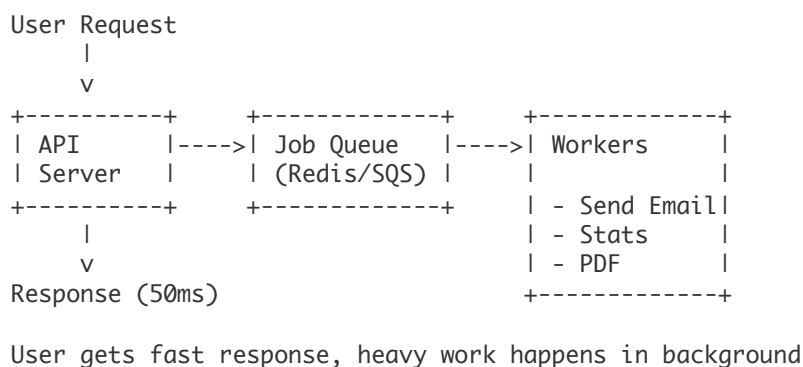 User Request
     |
     v
+----------+     +-------------+     +-------------+
| API      |---->| Job Queue   |---->| Workers     |
| Server   |     | (Redis/SQS) |     |             |
+----------+     +-------------+     | - Send Email|
     |                               | - Stats     |
     v                               | - PDF       |
Response (50ms)                      +-------------+

User gets fast response, heavy work happens in background